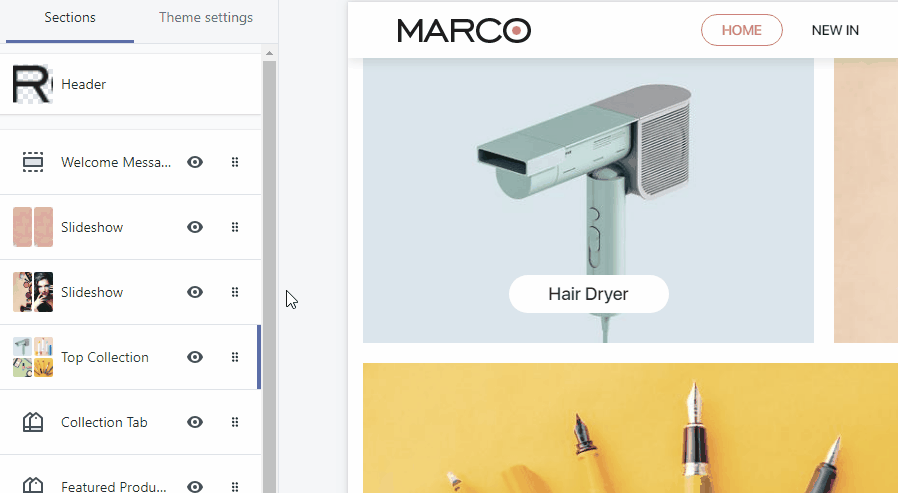 Sections
Theme settings
Header
Welcome Messa...
Slideshow
Slideshow
Top Collection
Collection Tab
Featured Produ...
MARCO
HOME
NEW IN
Hair Dryer